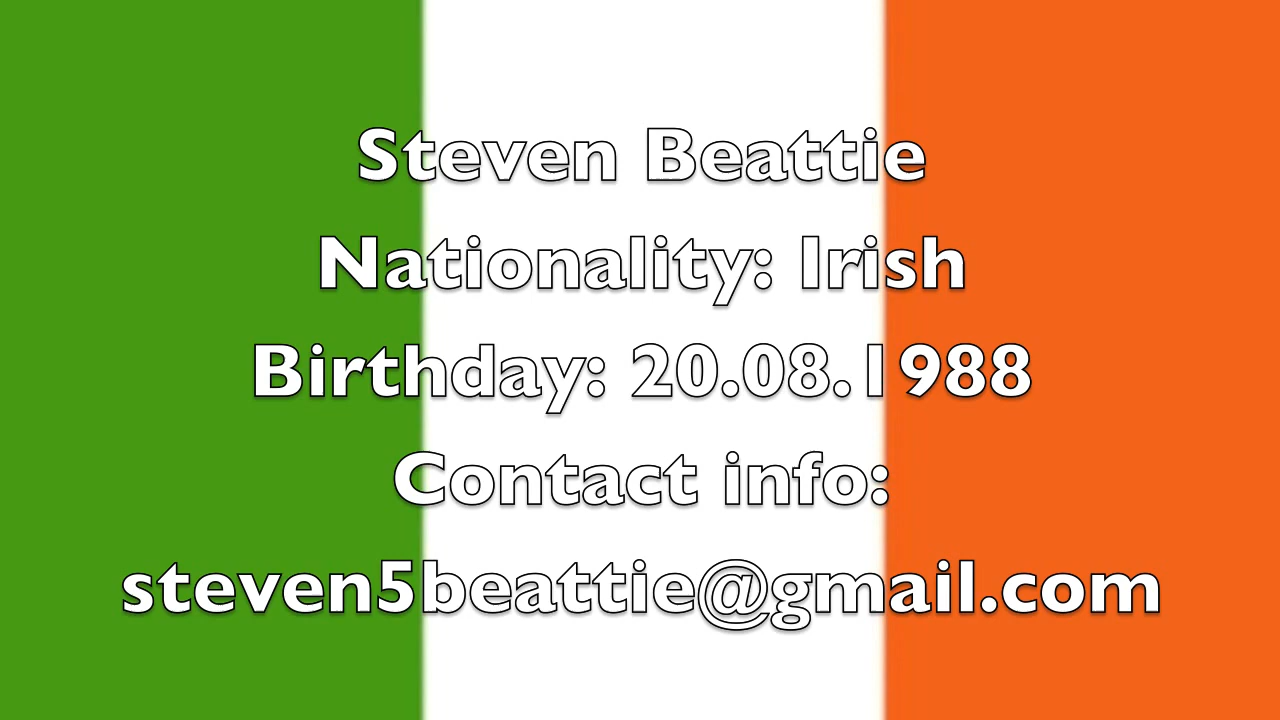 Steven Beattie
Nationality: Irish
Birthday: 20.08.1988
Contact info:
steven5beattie@gmail.com